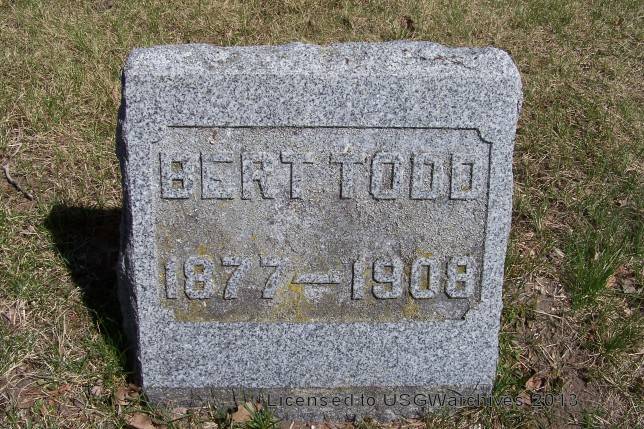 BERT TODD
1877-1908
Licensed to USGWarchives 2013